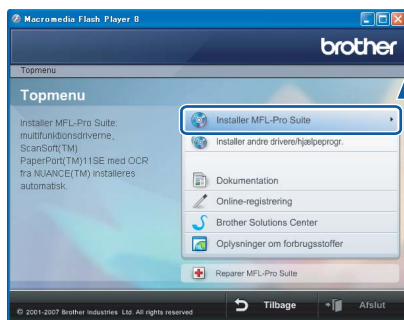 Macromedia Flash Player 8
brother
Topmenu
Topmenu
Installer MFL-Pro Suite:
multifunktionsdriverne,
ScanSoft(TM)
PaperPort(TM)11SE med OCR
fra NUANCE(TM) installeres
automatisk.
Installer MFL-Pro Suite
Installer andre drivere/hjælpeprogr.
Dokumentation
Online-registrering
Brother Solutions Center
Oplysninger om forbrugsstoffer
Reparer MFL-Pro Suite
© 2001-2007 Brother Industries Ltd. All rights reserved
Tilbage
Afslut